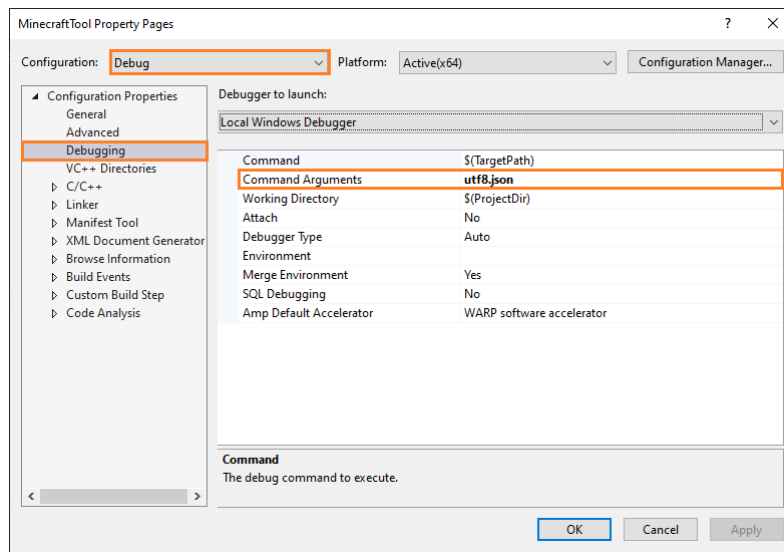 MinecraftTool Property Pages
Configuration: Debug Platform: Active(x64) Configuration Manager...
Configuration Properties
General
Advanced
Debugging
VC++ Directories
C/C++
Linker
Manifest Tool
XML Document Generator
Browse Information
Build Events
Custom Build Step
Code Analysis
Debugger to launch:
Local Windows Debugger
Command $(TargetPath)
Command Arguments utf8.json
Working Directory $(ProjectDir)
Attach No
Debugger Type Auto
Environment
Merge Environment Yes
SQL Debugging No
Amp Default Accelerator WARP software accelerator
Command
The debug command to execute.
OK Cancel Apply